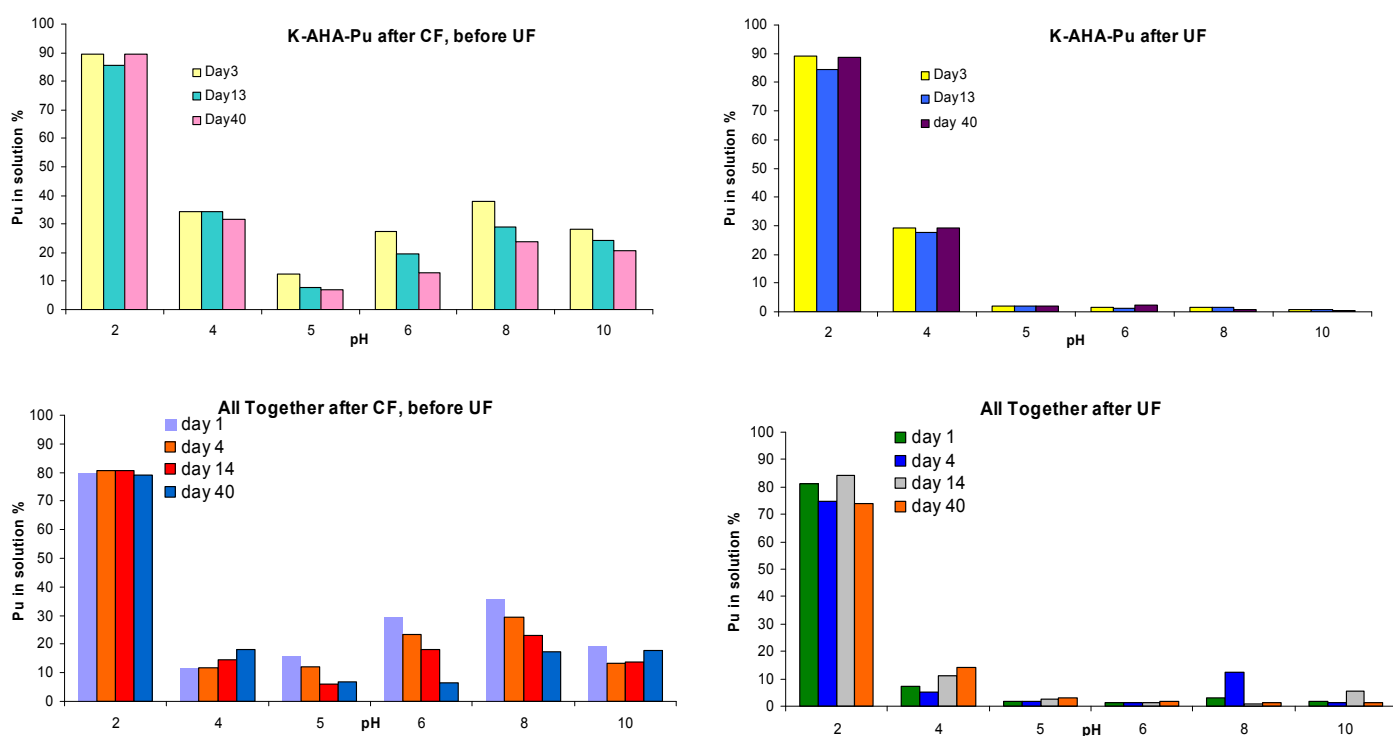 K-AHA-Pu after CF, before UF
Pu in solution %
100
90
80
70
60
50
40
30
20
10
0
Day3
Day13
Day40
2 4 5 6 8 10
pH
K-AHA-Pu after UF
Pu in solution %
100
90
80
70
60
50
40
30
20
10
0
Day3
Day13
day 40
2 4 5 6 8 10
pH
All Together after CF, before UF
Pu in solution %
100
90
80
70
60
50
40
30
20
10
0
day 1
day 4
day 14
day 40
2 4 5 6 8 10
pH
All Together after UF
Pu in solution %
100
90
80
70
60
50
40
30
20
10
0
day 1
day 4
day 14
day 40
2 4 5 pH 6 8 10